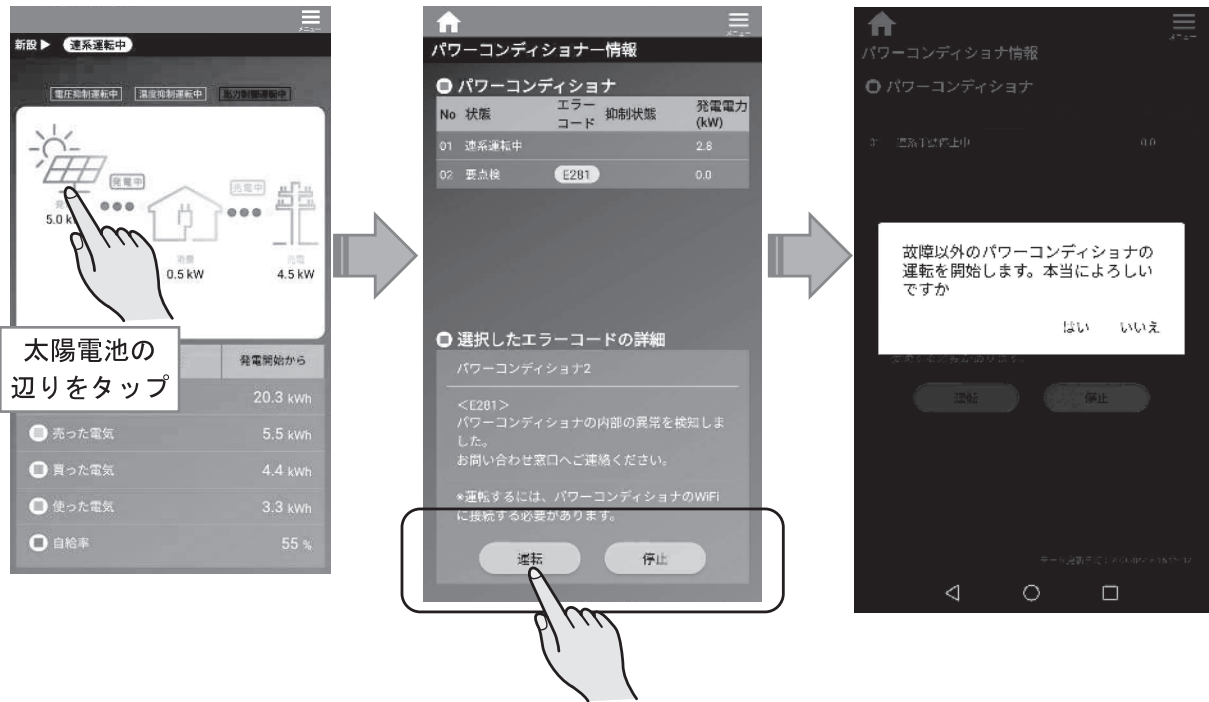 メニュー
新設▶ 連系運転中
電圧抑制運転中 温度抑制運転中 出力制御運転中
発電中
売電中
発
5.0 k
消費
0.5 kW
売電
4.5 kW
太陽電池の
辺りをタップ
発電開始から
20.3 kWh
売った電気 5.5 kWh
買った電気 4.4 kWh
使った電気 3.3 kWh
自給率 55 %
メニュー
パワーコンディショナー情報
パワーコンディショナ
No 状態 エラーコード 抑制状態 発電電力(kW)
01 連系運転中 2.8
02 要点検 E281 0.0
選択したエラーコードの詳細
パワーコンディショナ2
<E281>
パワーコンディショナの内部の異常を検知しま
した。
お問い合わせ窓口へご連絡ください。
※運転するには、パワーコンディショナのWiFi
に接続する必要があります。
運転 停止
メニュー
パワーコンディショナ情報
パワーコンディショナ
01 0.0
故障以外のパワーコンディショナの
運転を開始します。本当によろしい
ですか
はい いいえ
運転 停止